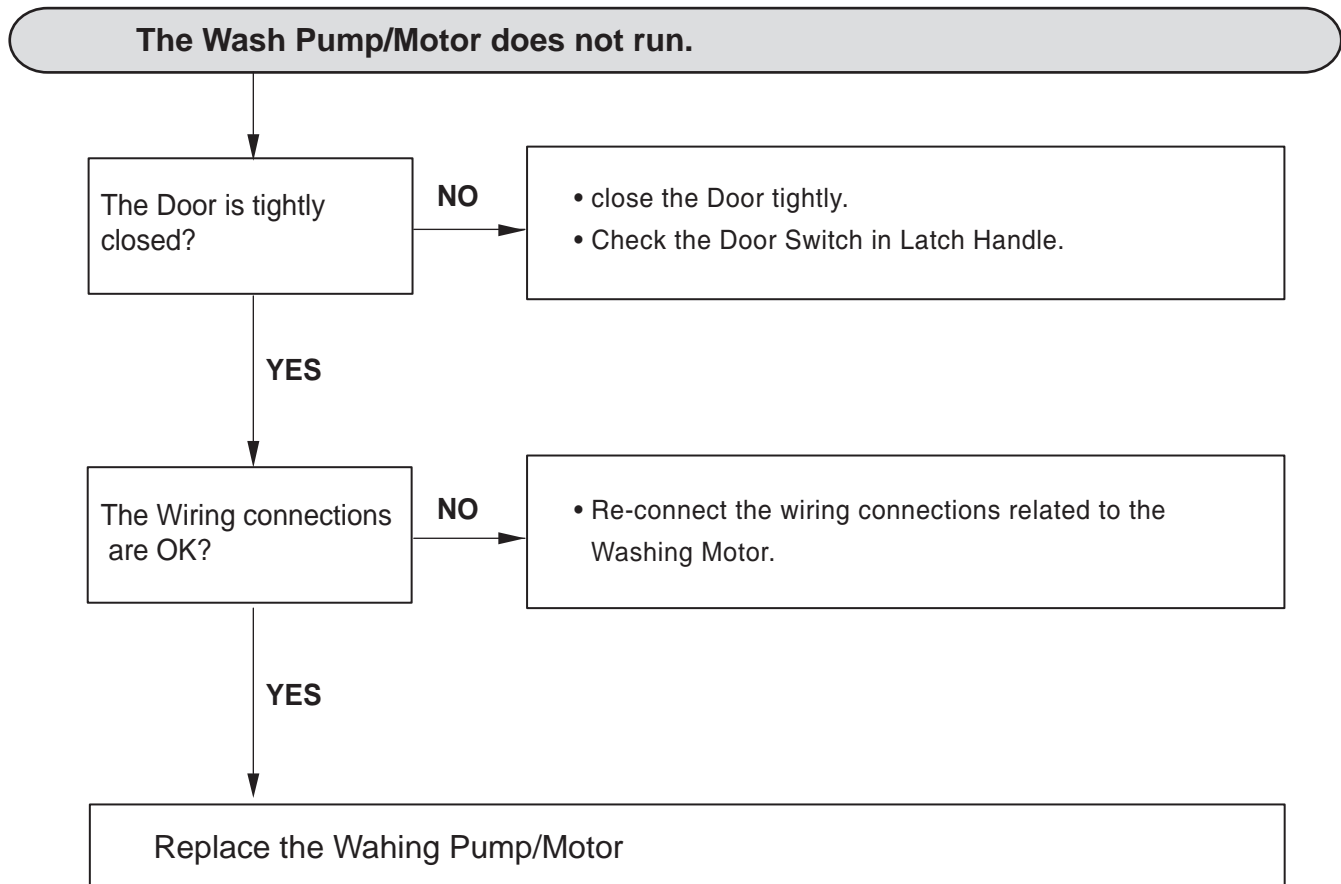 The Wash Pump/Motor does not run.
The Door is tightly
closed?
NO
• close the Door tightly.
• Check the Door Switch in Latch Handle.
YES
The Wiring connections
are OK?
NO
• Re-connect the wiring connections related to the
Washing Motor.
YES
Replace the Wahing Pump/Motor